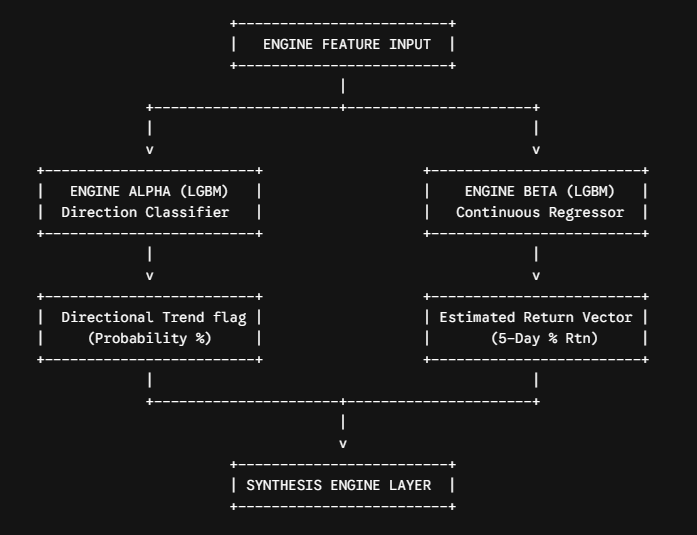 ENGINE FEATURE INPUT
ENGINE ALPHA (LGBM)
Direction Classifier
ENGINE BETA (LGBM)
Continuous Regressor
Directional Trend flag
(Probability %)
Estimated Return Vector
(5-Day % Rtn)
SYNTHESIS ENGINE LAYER